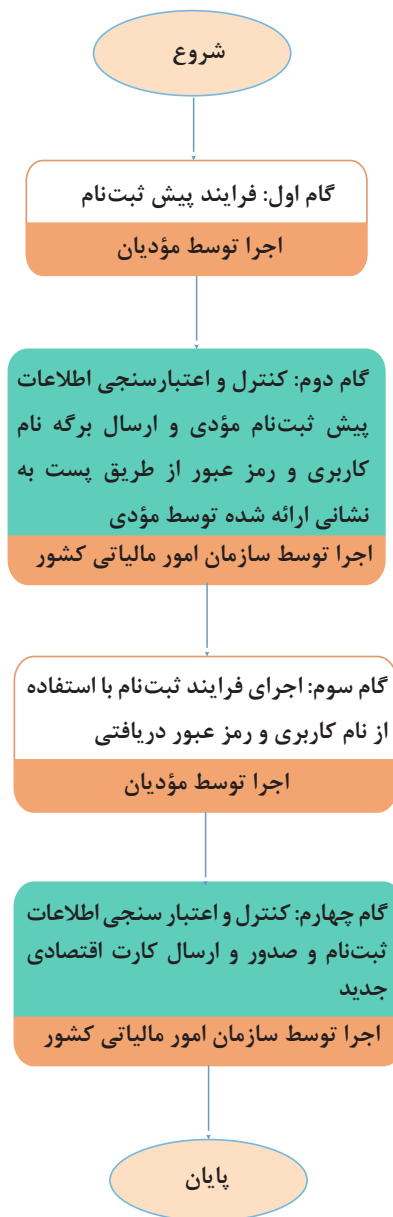 شروع
گام اول: فرایند پیش ثبت‌نام
اجرا توسط مؤدیان
گام دوم: کنترل و اعتبارسنجی اطلاعات
پیش ثبت‌نام مؤدی و ارسال برگه نام
کاربری و رمز عبور از طریق پست به
نشانی ارائه شده توسط مؤدی
اجرا توسط سازمان امور مالیاتی کشور
گام سوم: اجرای فرایند ثبت‌نام با استفاده
از نام کاربری و رمز عبور دریافتی
اجرا توسط مؤدیان
گام چهارم: کنترل و اعتبار سنجی اطلاعات
ثبت‌نام و صدور و ارسال کارت اقتصادی
جدید
اجرا توسط سازمان امور مالیاتی کشور
پایان